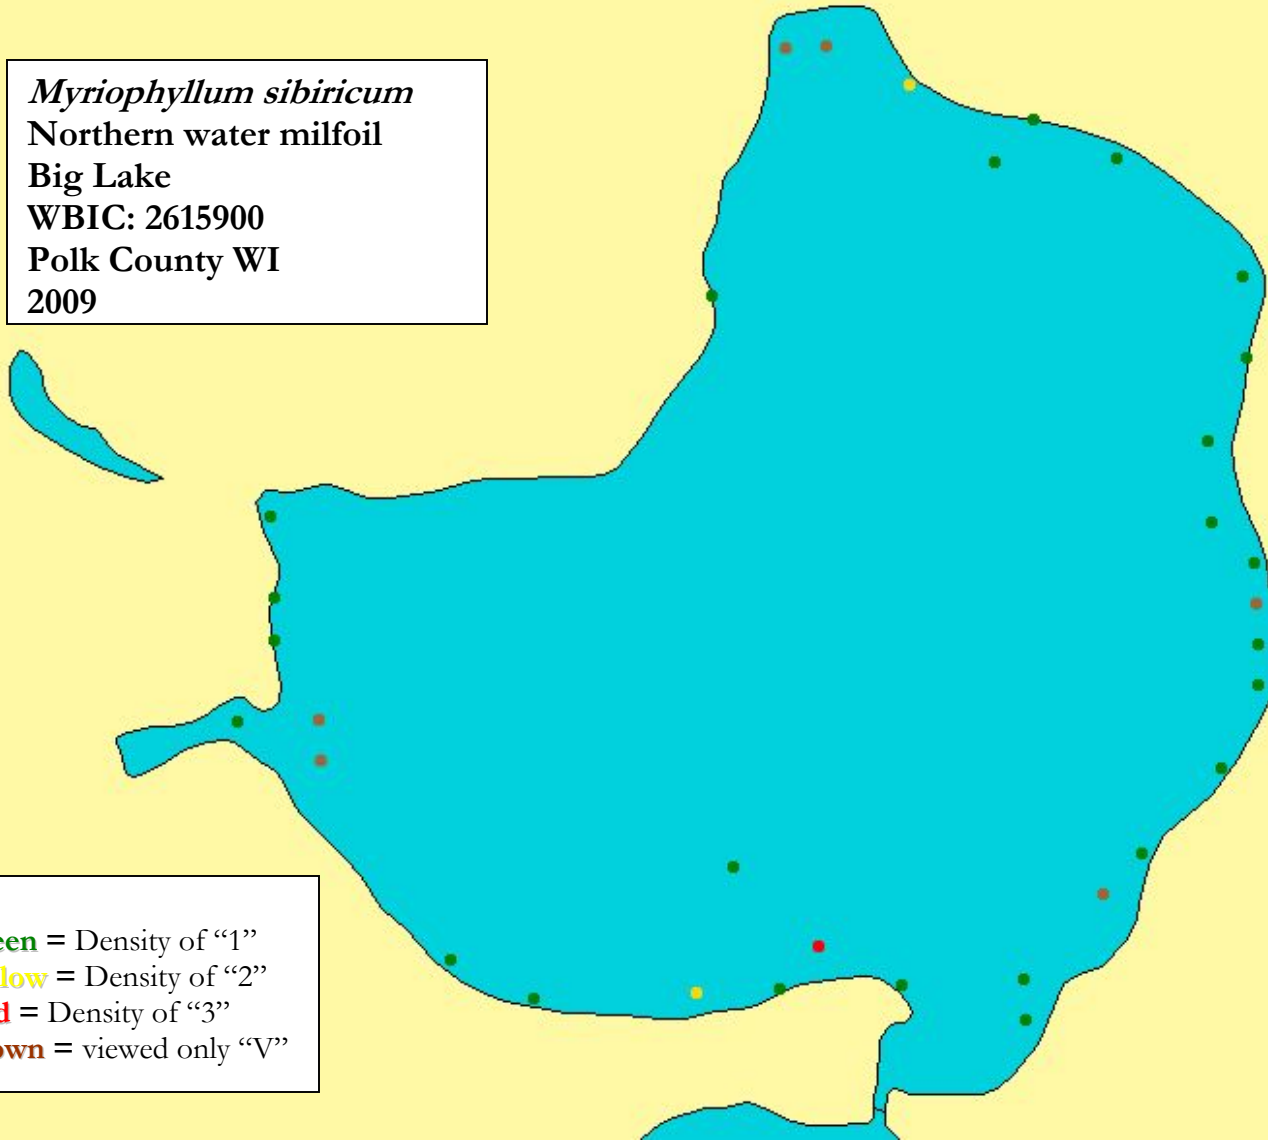 Myriophyllum sibiricum
Northern water milfoil
Big Lake
WBIC: 2615900
Polk County WI
2009
een = Density of “1”
low = Density of “2”
d = Density of “3”
own = viewed only “V”